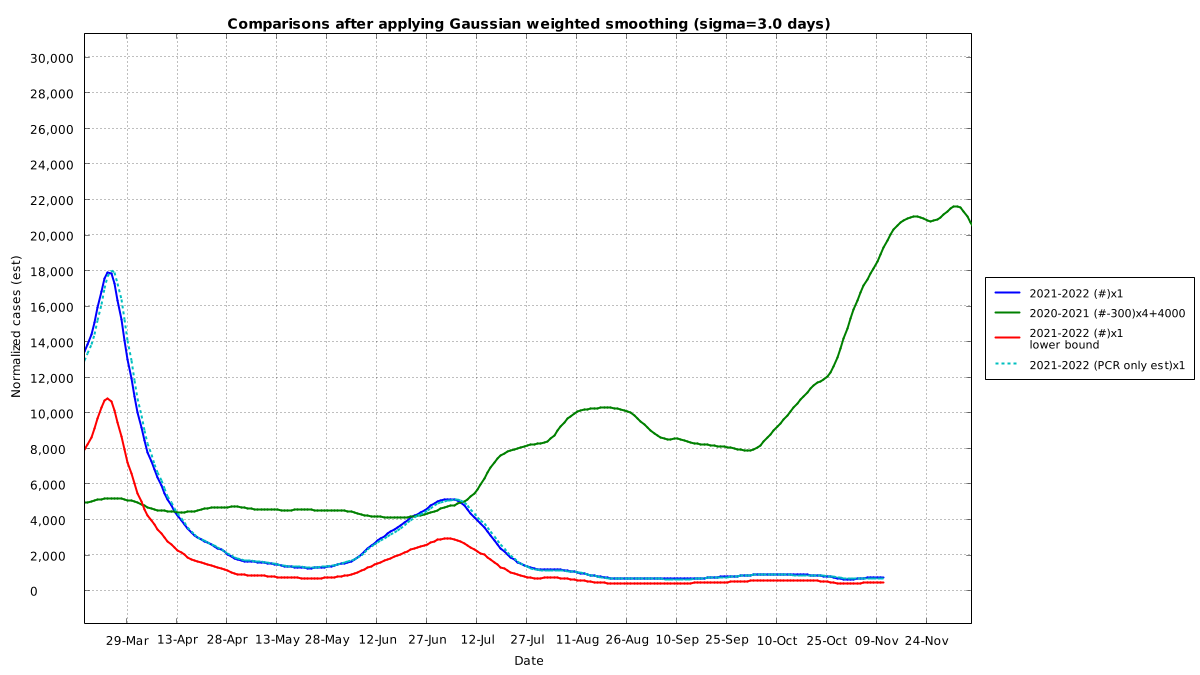 Comparisons after applying Gaussian weighted smoothing (sigma=3.0 days)
30,000
28,000
26,000
24,000
22,000
20,000
18,000
16,000
14,000
12,000
10,000
8,000
6,000
4,000
2,000
0
Normalized cases (est)
29-Mar 13-Apr 28-Apr 13-May 28-May 12-Jun 27-Jun 12-Jul 27-Jul 11-Aug 26-Aug 10-Sep 25-Sep 10-Oct 25-Oct 09-Nov 24-Nov
Date
2021-2022 (#)x1
2020-2021 (#-300)x4+4000
2021-2022 (#)x1
lower bound
2021-2022 (PCR only est)x1